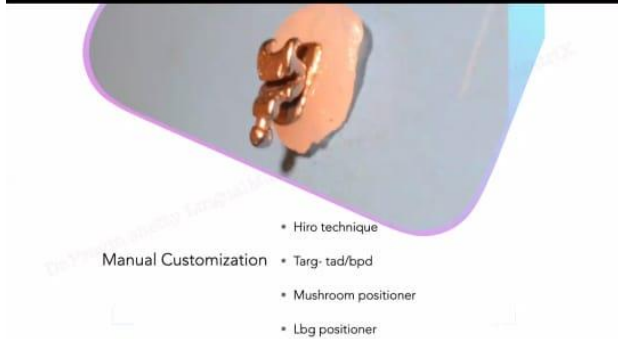 Hiro technique
Manual Customization
Targ- tad/bpd
Mushroom positioner
Lbg positioner